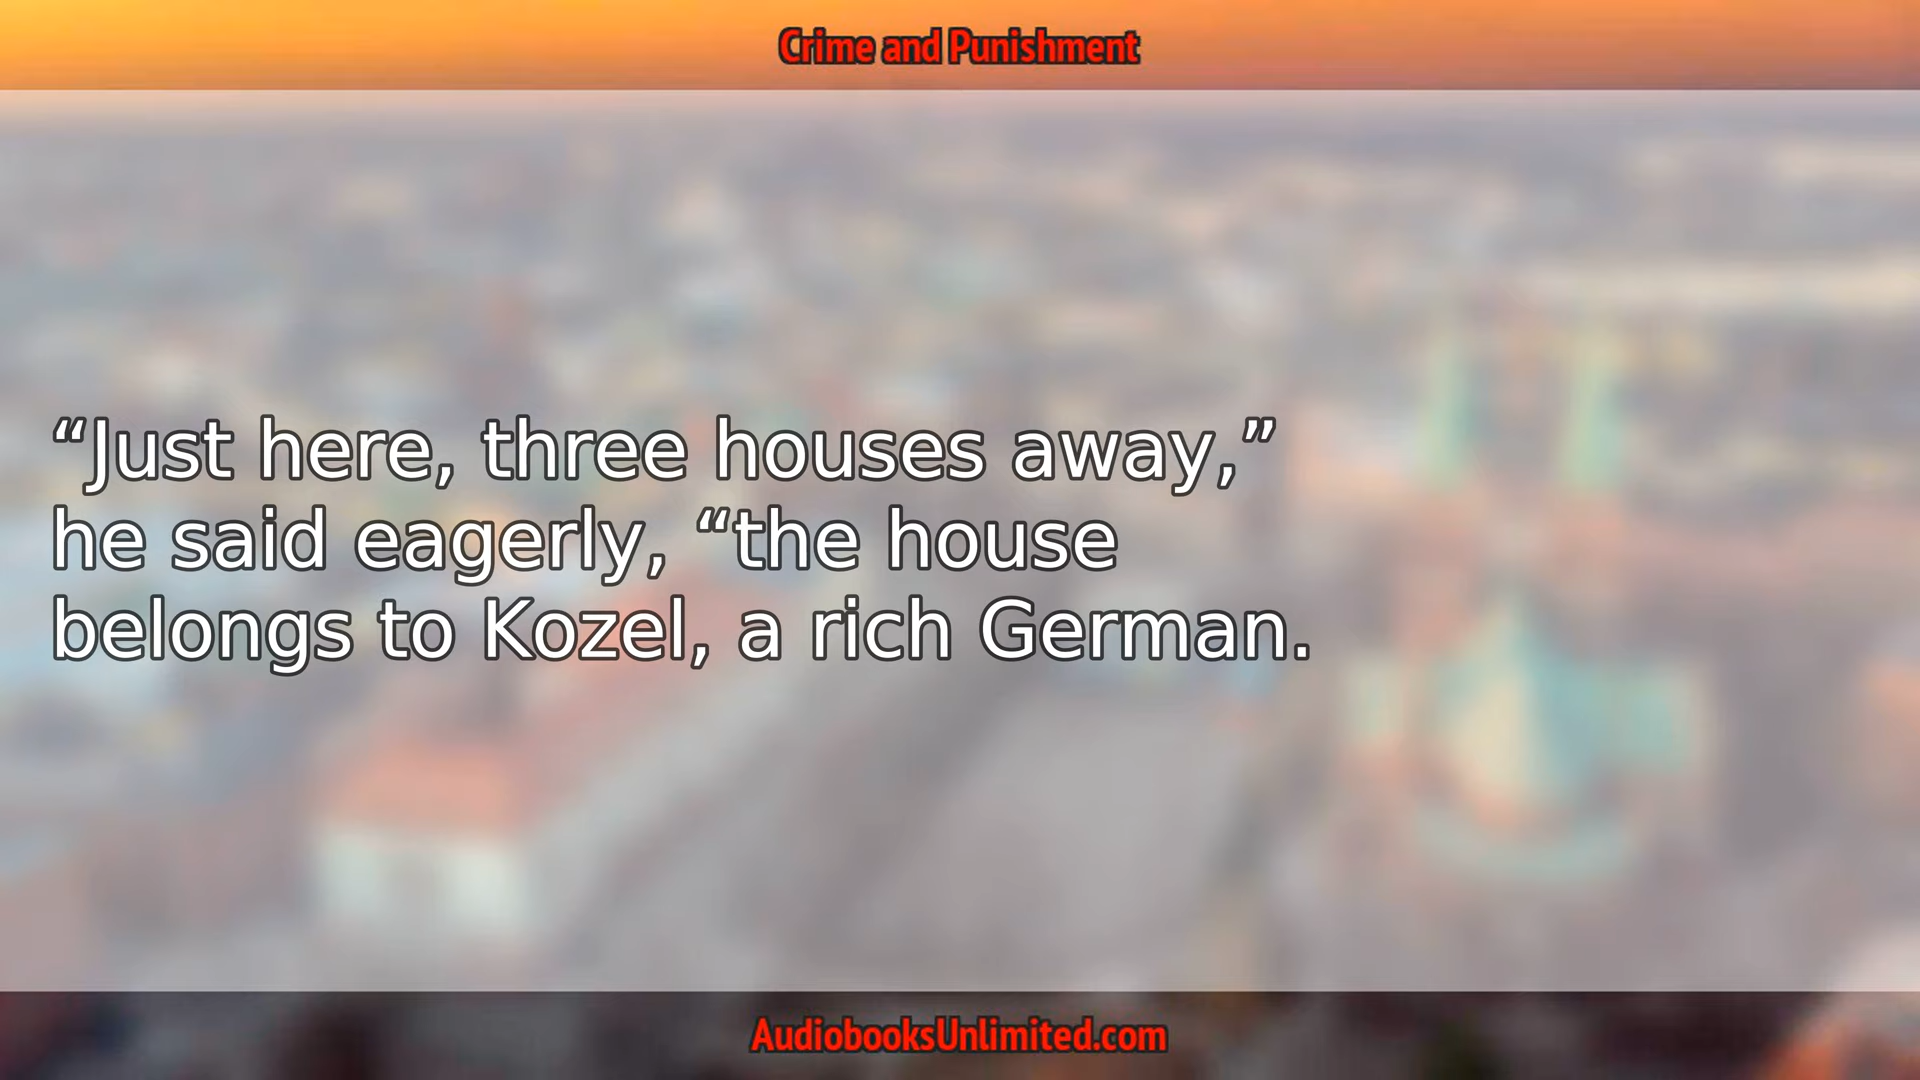 Crime and Punishment
“Just here, three houses away,”
he said eagerly, “the house
belongs to Kozel, a rich German.
AudiobooksUnlimited.com